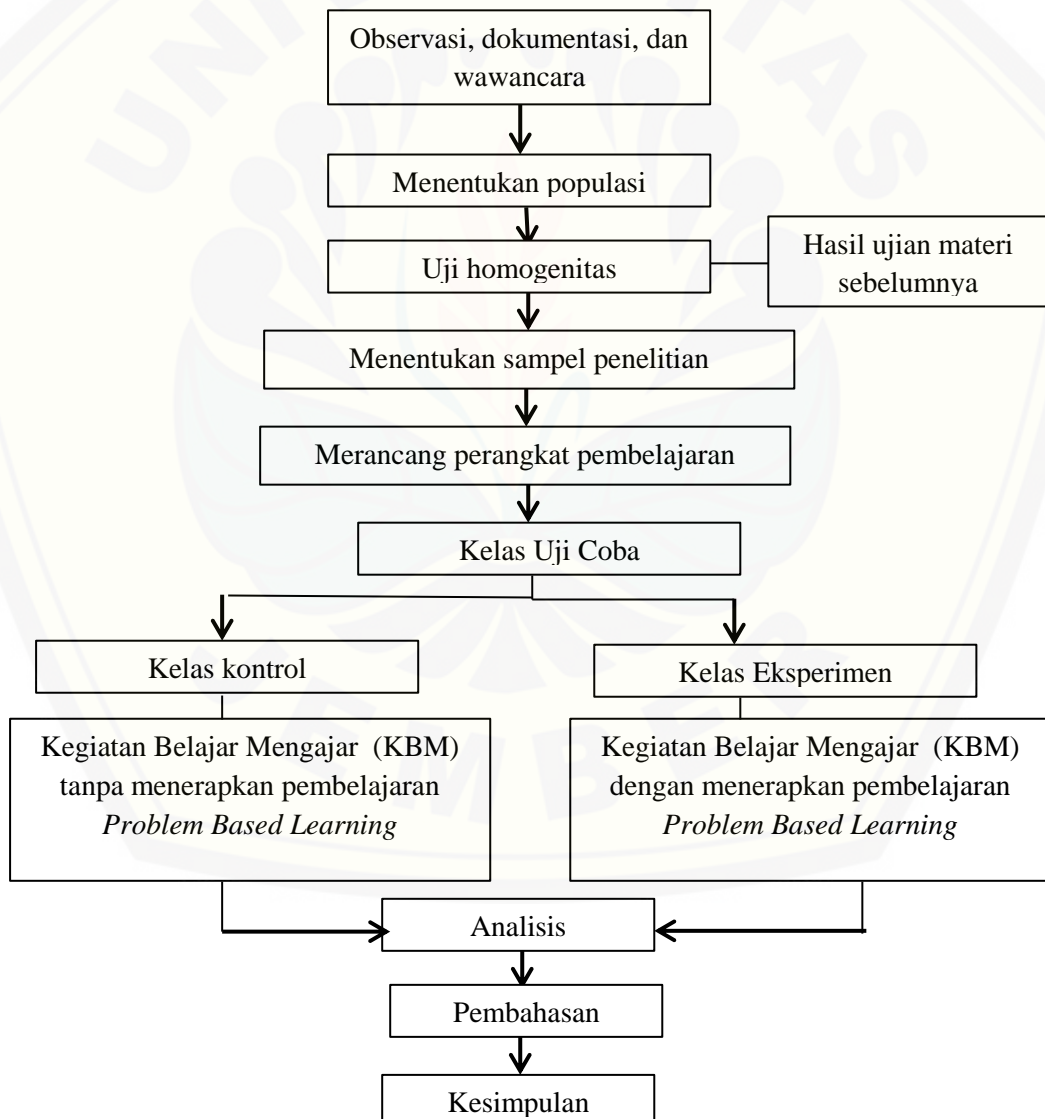 UNIVERSITAS
Observasi, dokumentasi, dan
wawancara
Menentukan populasi
Uji homogenitas
Hasil ujian materi
sebelumnya
Menentukan sampel penelitian
Merancang perangkat pembelajaran
Kelas Uji Coba
Kelas kontrol
Kelas Eksperimen
Kegiatan Belajar Mengajar (KBM)
tanpa menerapkan pembelajaran
Problem Based Learning
Kegiatan Belajar Mengajar (KBM)
dengan menerapkan pembelajaran
Problem Based Learning
JEMBER
Analisis
Pembahasan
Kesimpulan